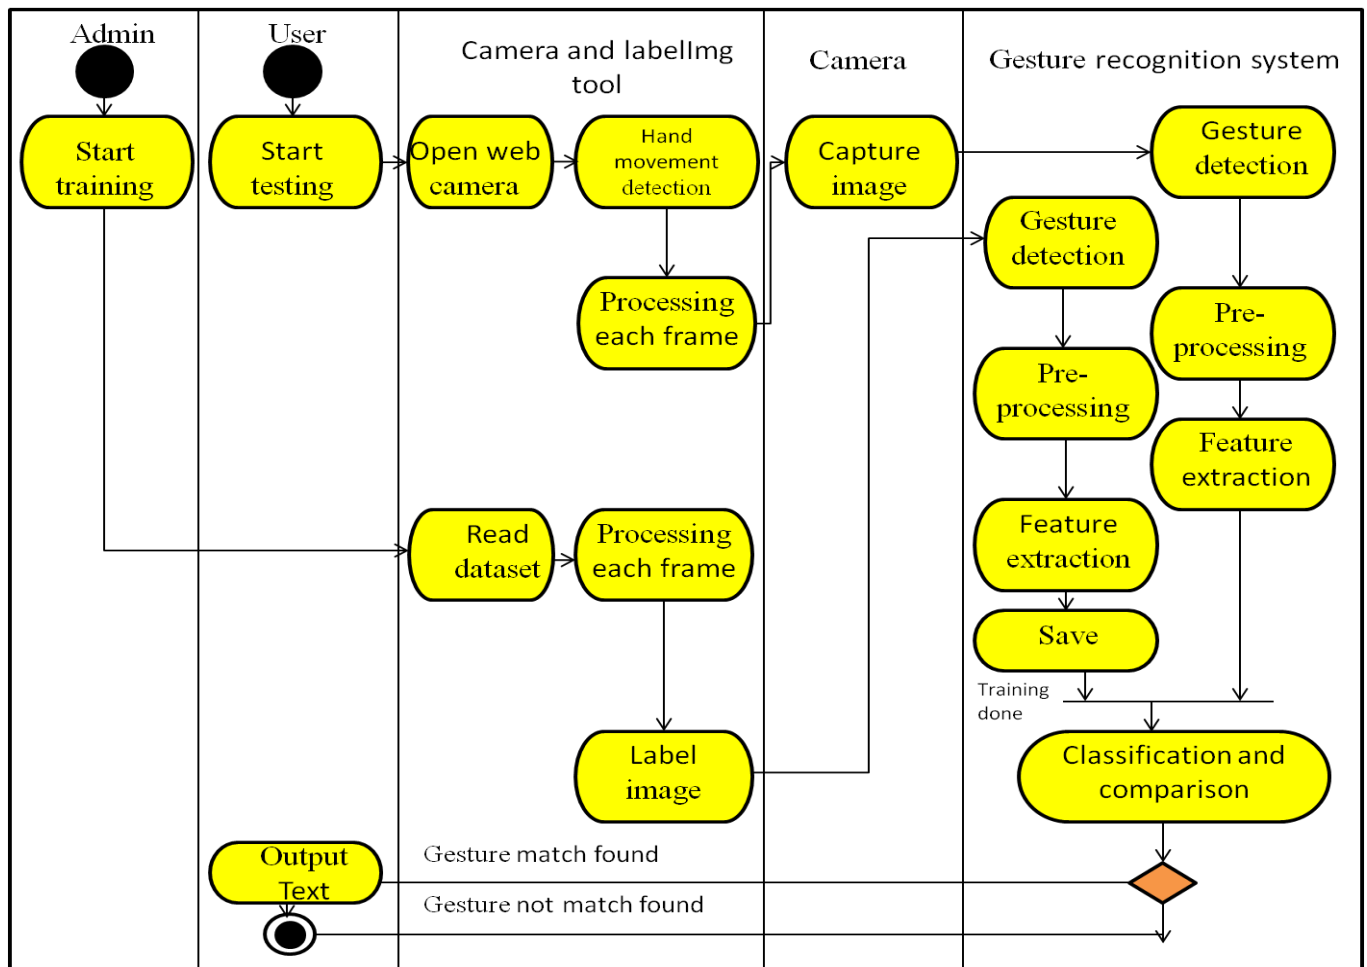 Admin
User
Camera and labelImg
tool
Camera
Gesture recognition system
Start
training
Start
testing
Open web
camera
Hand
movement
detection
Capture
image
Gesture
detection
Gesture
detection
Processing
each frame
Pre-
processing
Pre-
processing
Feature
extraction
Read
dataset
Processing
each frame
Feature
extraction
Save
Training
done
Label
image
Classification and
comparison
Gesture match found
Output
Text
Gesture not match found